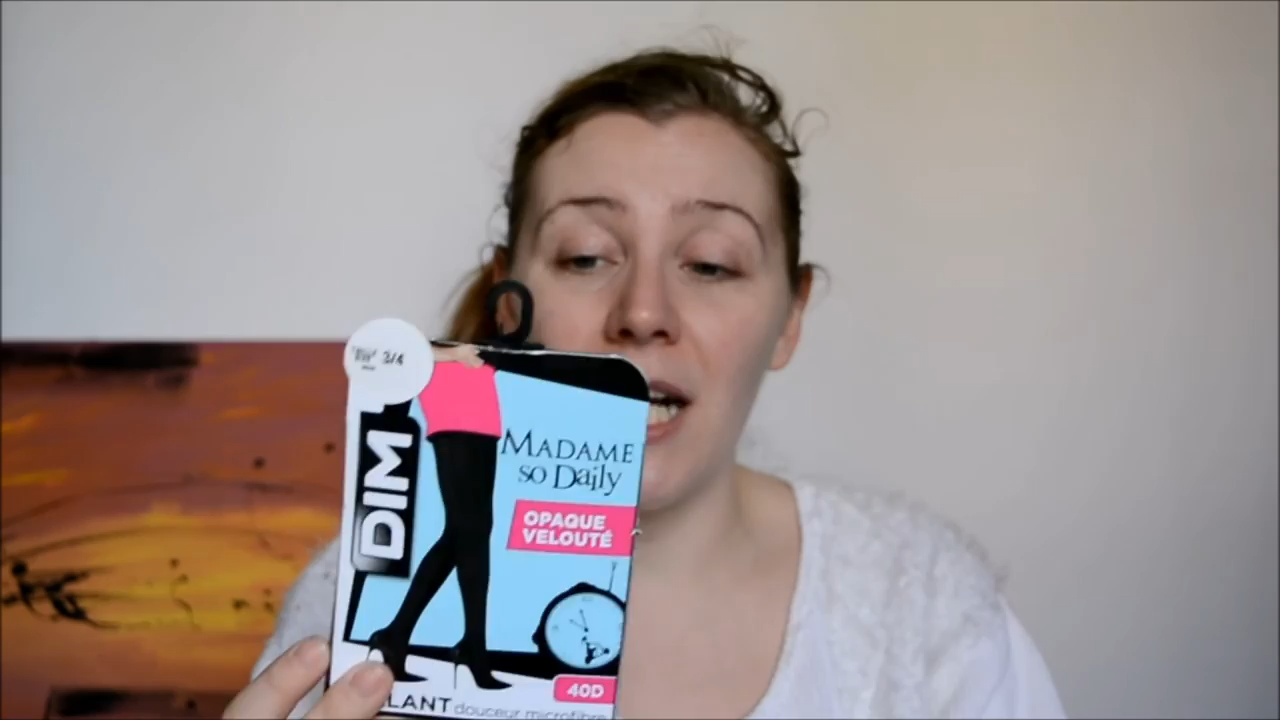 3/4
DIM
MADAME
so Daily
OPAQUE
VELOUTÉ
40D
LANT douceur microfibre